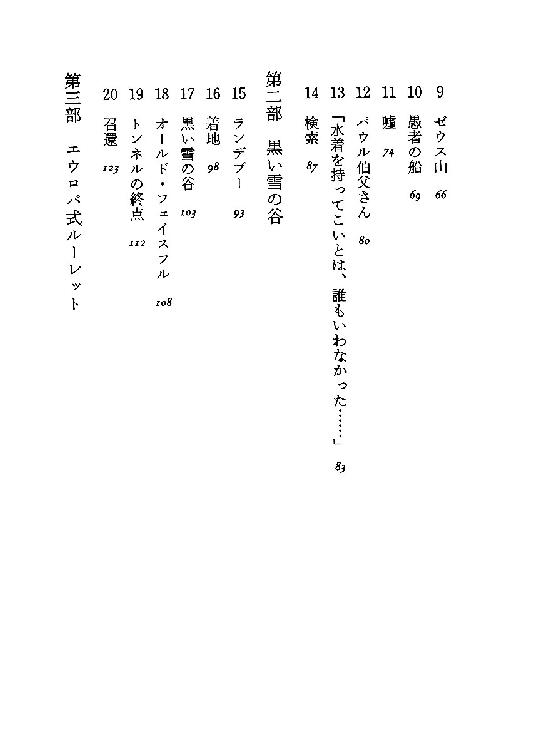 9 ゼウス山 66
10 愚者の船 69
11 嘘 74
12 パウル伯父さん 80
13 「水着を持ってこいとは、誰もいわなかった……」 83
14 検索 87
第二部 黒い雪の谷
15 ランデブー 93
16 着地 98
17 黒い雪の谷 103
18 オールド・フェイスフル 108
19 トンネルの終点 112
20 召還 123
第三部 エウロパ式ルーレット